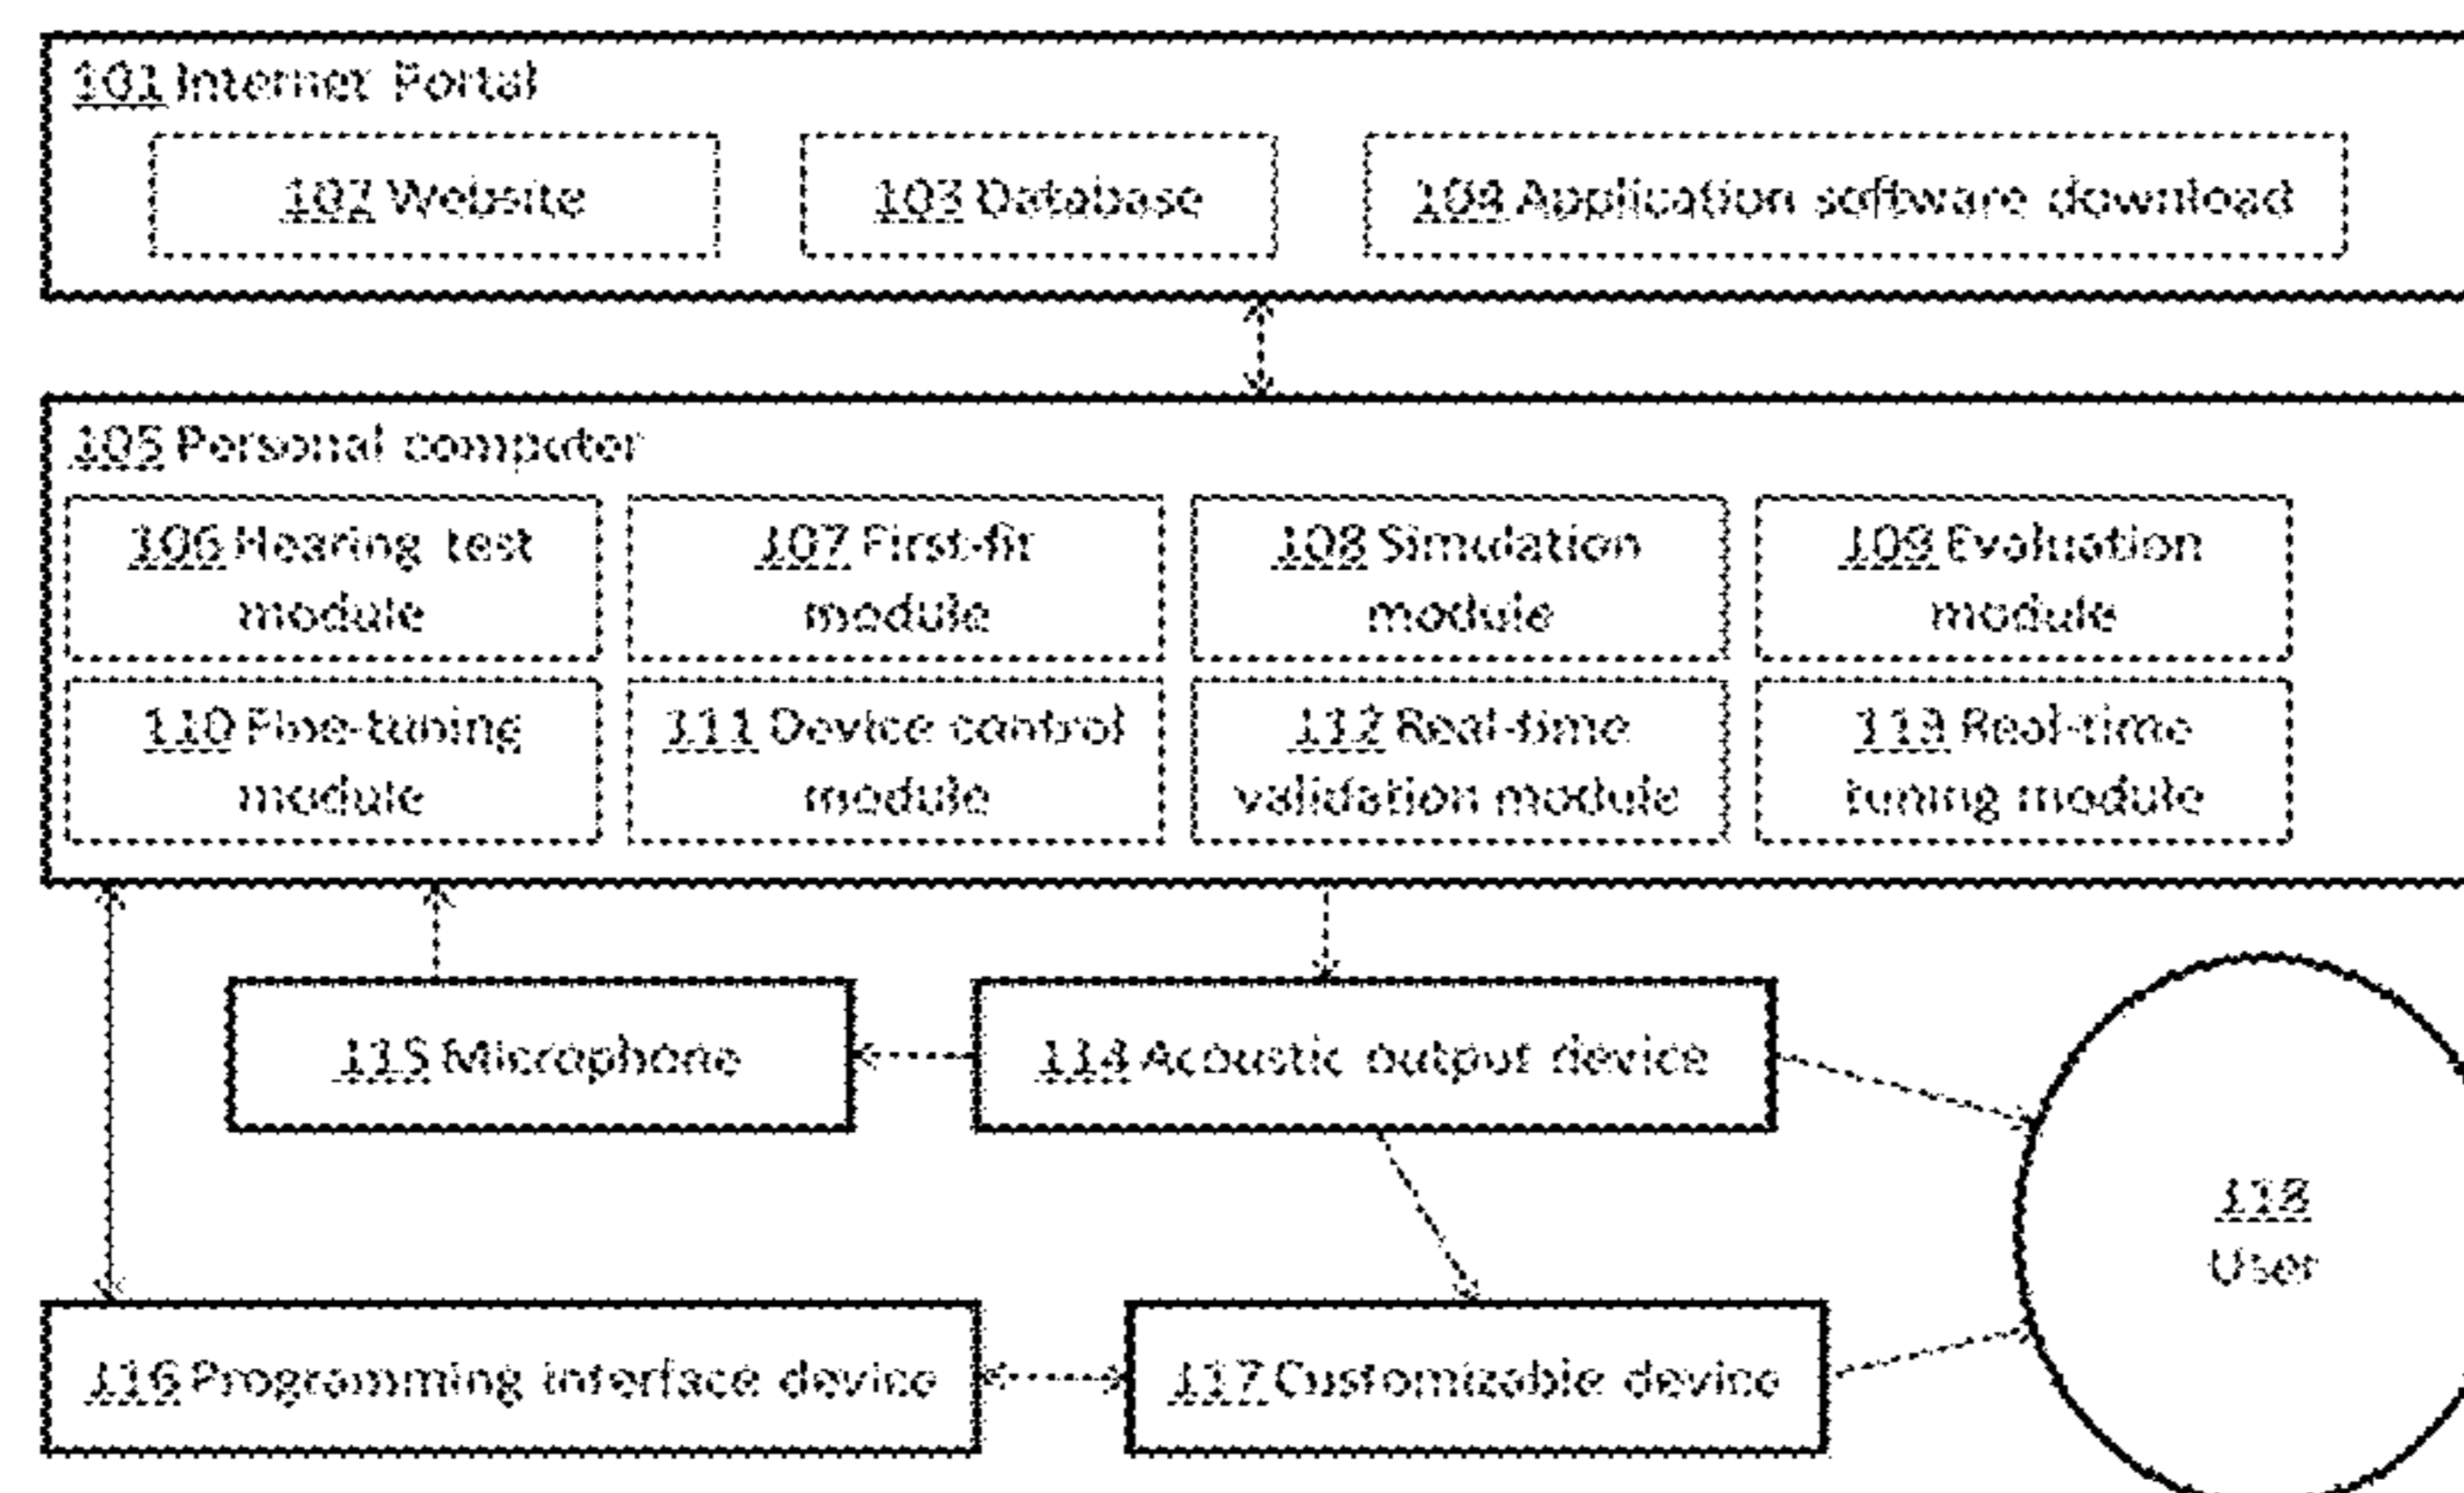 101 Internet Portal
102 Website
103 Database
104 Application software download
105 Personal computer
106 Hearing test
module
107 First-fit
module
108 Simulation
module
109 Evaluation
module
110 Fine-tuning
module
111 Device control
module
112 Real-time
validation module
113 Real-time
tuning module
115 Microphone
114 Acoustic output device
118
User
116 Programming interface device
117 Customizable device